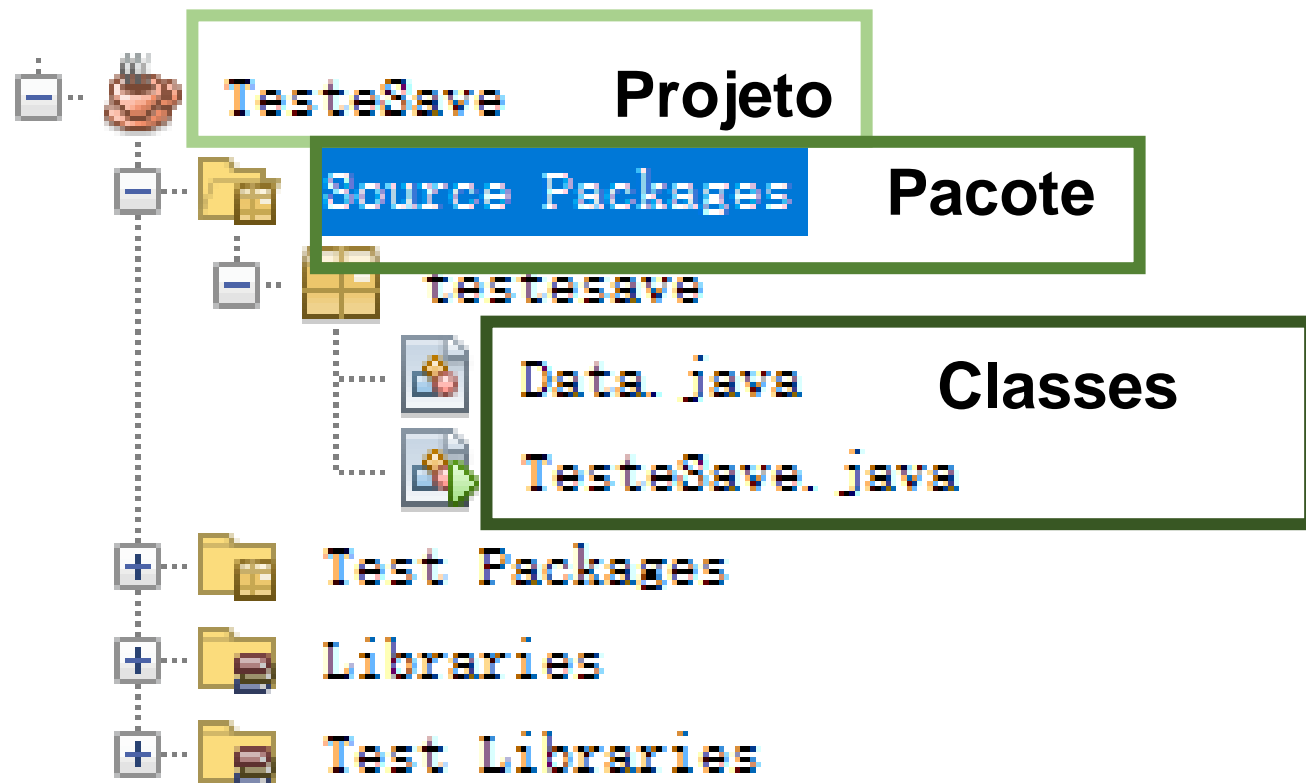 TesteSave Projeto
Source Packages Pacote
testesave
Data.java Classes
TesteSave.java
Test Packages
Libraries
Test Libraries